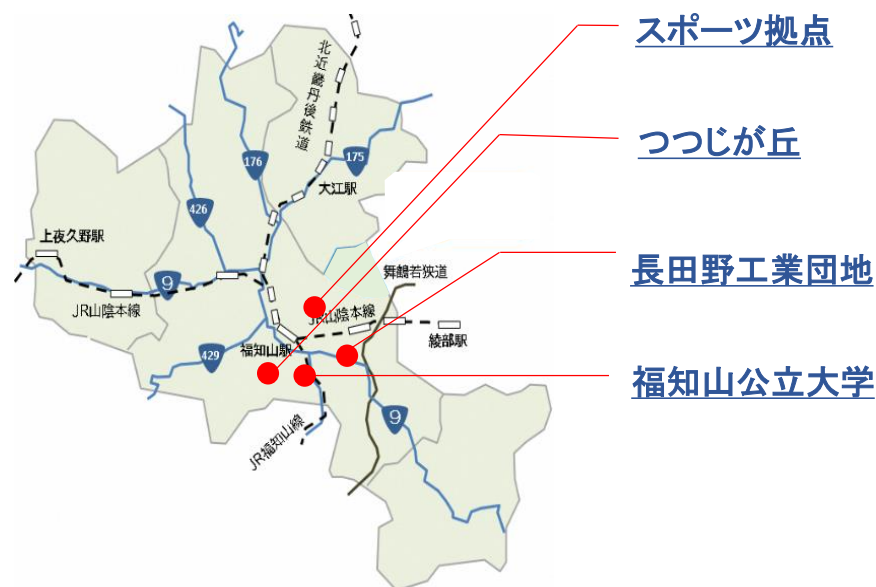 スポーツ拠点
北近畿丹後鉄道
つつじが丘
176
175
大江駅
426
上夜久野駅
長田野工業団地
舞鶴若狭道
9
JR山陰本線
JR山陰本線
綾部駅
福知山駅
429
福知山公立大学
9
JR福知山線